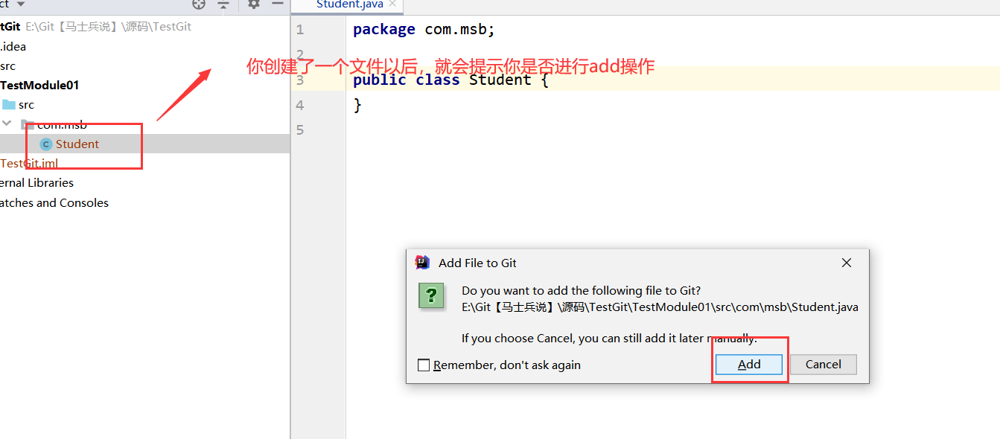 ct
Student.java
tGit E:\Git【马士兵说】\源码\TestGit
.idea
src
TestModule01
src
com.msb
Student
TestGit.iml
ernal Libraries
atches and Consoles
1 package com.msb;
2
你创建了一个文件以后，就会提示你是否进行add操作
3 public class Student {
4 }
5
Add File to Git
Do you want to add the following file to Git?
E:\Git【马士兵说】\源码\TestGit\TestModule01\src\com\msb\Student.java
If you choose Cancel, you can still add it later manually.
Remember, don't ask again
Add
Cancel